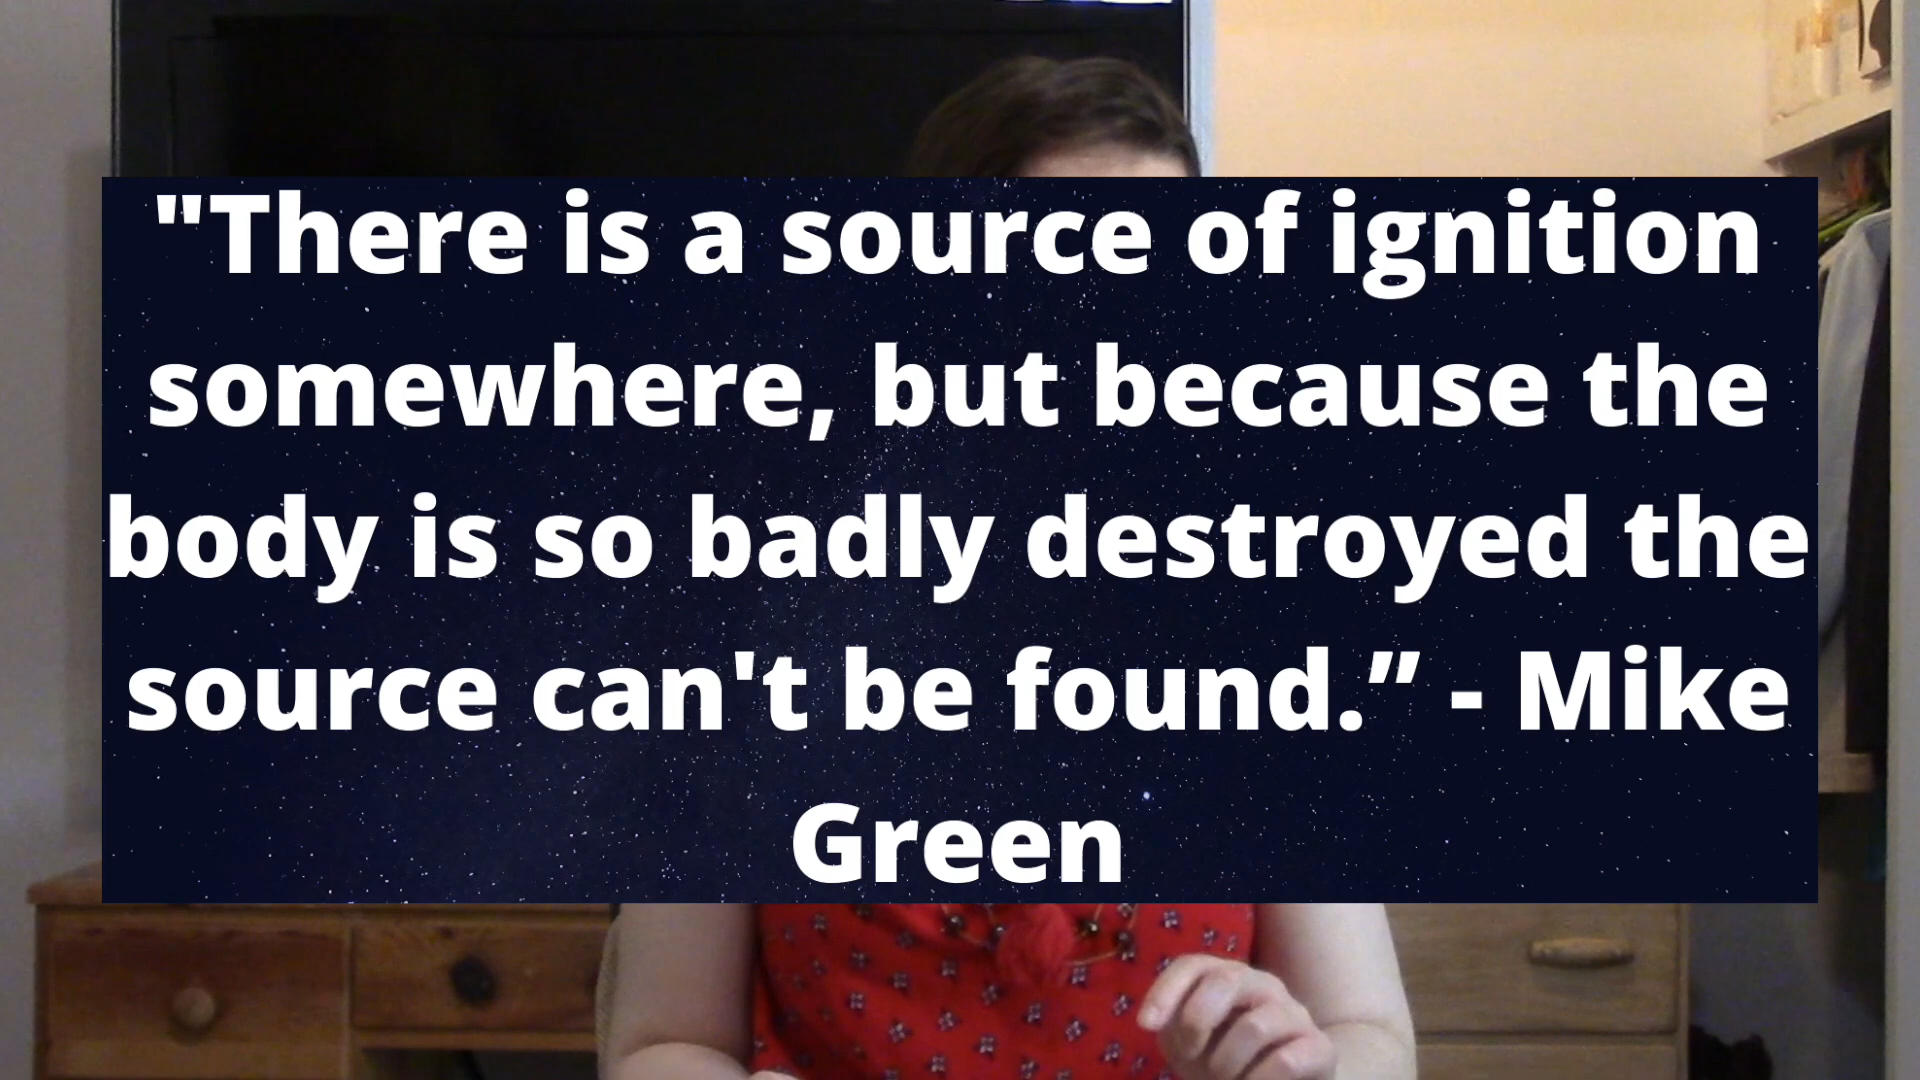 "There is a source of ignition
somewhere, but because the
body is so badly destroyed the
source can't be found.” - Mike
Green